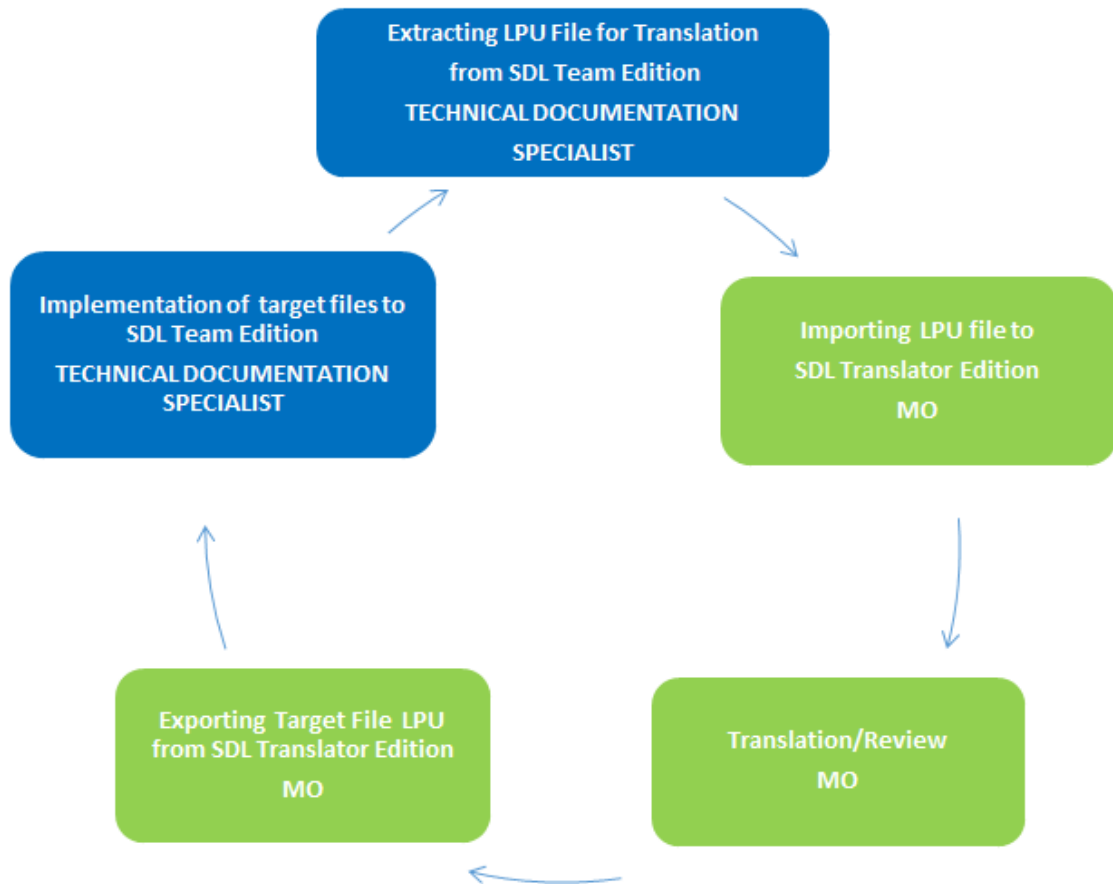 Extracting LPU File for Translation
from SDL Team Edition
TECHNICAL DOCUMENTATION
SPECIALIST
Importing LPU file to
SDL Translator Edition
MO
Translation/Review
MO
Exporting Target File LPU
from SDL Translator Edition
MO
Implementation of target files to
SDL Team Edition
TECHNICAL DOCUMENTATION
SPECIALIST